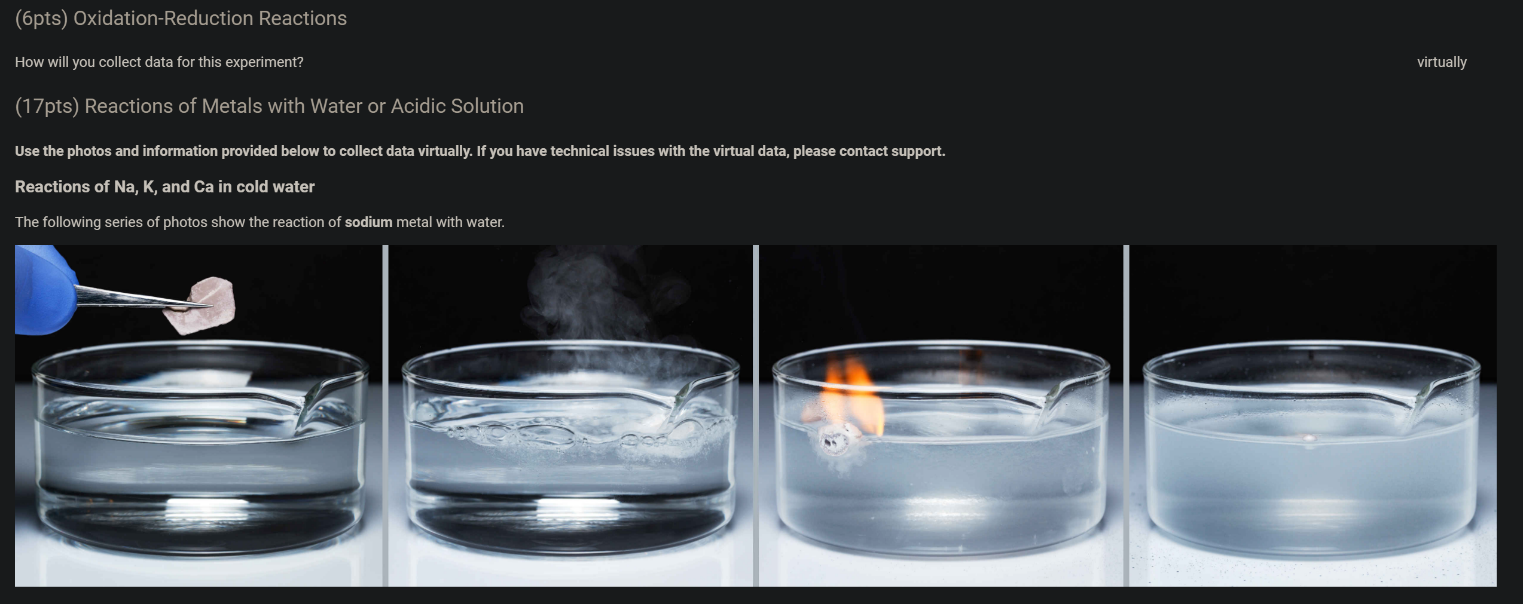 (6pts) Oxidation-Reduction Reactions
How will you collect data for this experiment? virtually
(17pts) Reactions of Metals with Water or Acidic Solution
Use the photos and information provided below to collect data virtually. If you have technical issues with the virtual data, please contact support.
Reactions of Na, K, and Ca in cold water
The following series of photos show the reaction of sodium metal with water.